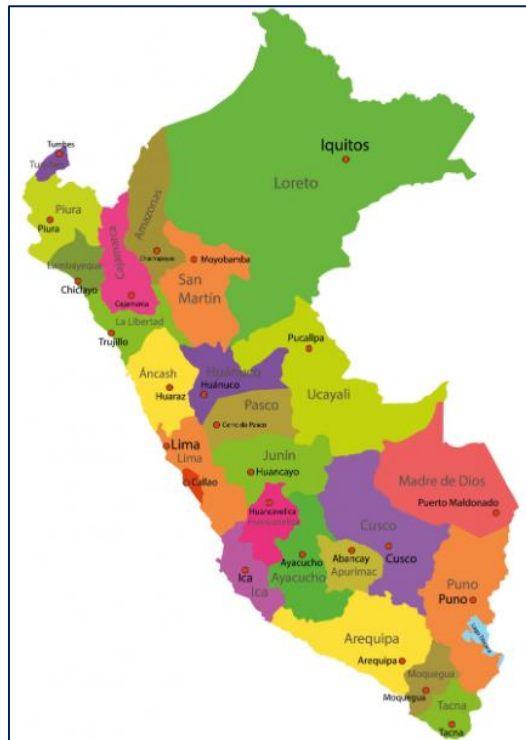 Tumbes
Tumbes
Piura
Piura
Lambayeque
Chiclayo
Cajamarca
Cajamarca
Amazonas
Chachapoyas
Iquitos
Loreto
Moyobamba
San
Martín
La Libertad
Trujillo
Áncash
Huaraz
Huánuco
Huánuco
Pucallpa
Ucayali
Pasco
Cerro de Pasco
Lima
Lima
Callao
Junín
Huancayo
Huancavelica
Huancavelica
Madre de Dios
Puerto Maldonado
Cusco
Cusco
Ica
Ica
Ayacucho
Ayacucho
Abancay
Apurímac
Puno
Puno
Arequipa
Arequipa
Moquegua
Moquegua
Tacna
Tacna